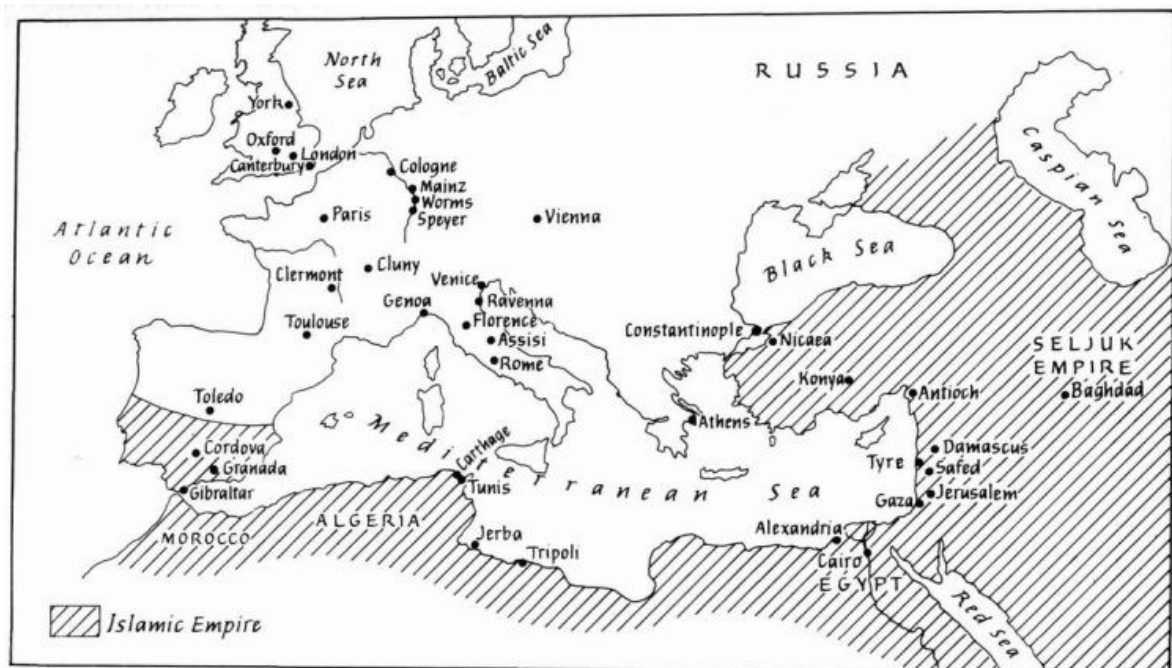 North
Sea
Baltic Sea
RUSSIA
York
Oxford
London
Canterbury
Cologne
Mainz
Worms
Speyer
Paris
Vienna
Atlantic
Ocean
Caspian Sea
Black Sea
Cluny
Clermont
Venice
Genoa
Ravenna
Florence
Toulouse
Assisi
Rome
Constantinople
Nicaea
SELJUK
EMPIRE
Konya
Antioch
Baghdad
Toledo
Athens
Mediterranean Sea
Cordova
Granada
Gibraltar
Carthage
Tunis
Damascus
Tyre
Safed
Jerusalem
Gaza
ALGERIA
MOROCCO
Jerba
Tripoli
Alexandria
Cairo
EGYPT
Red Sea
Islamic Empire